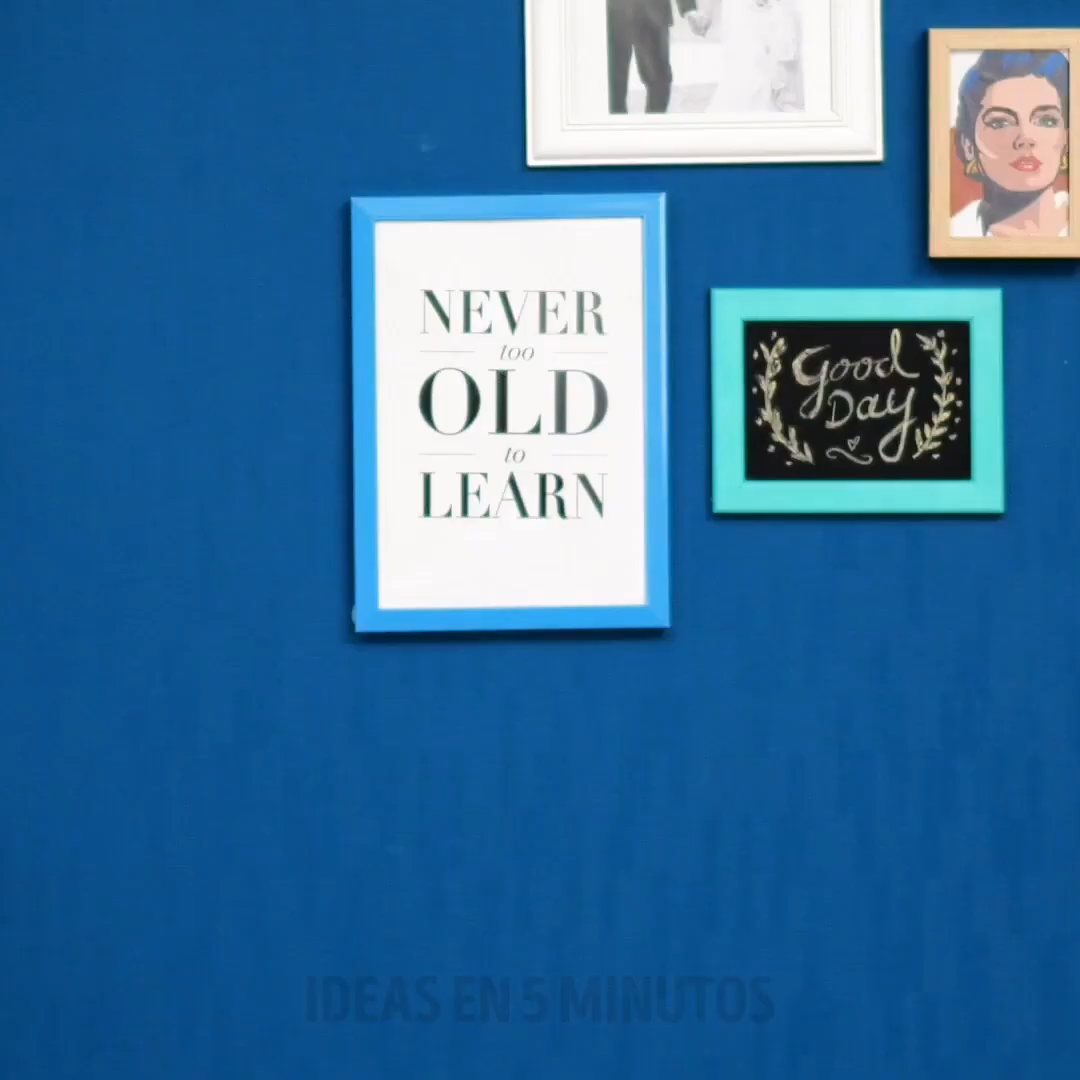 NEVER
too
OLD
to
LEARN
Good
Day
IDEAS EN 5 MINUTOS